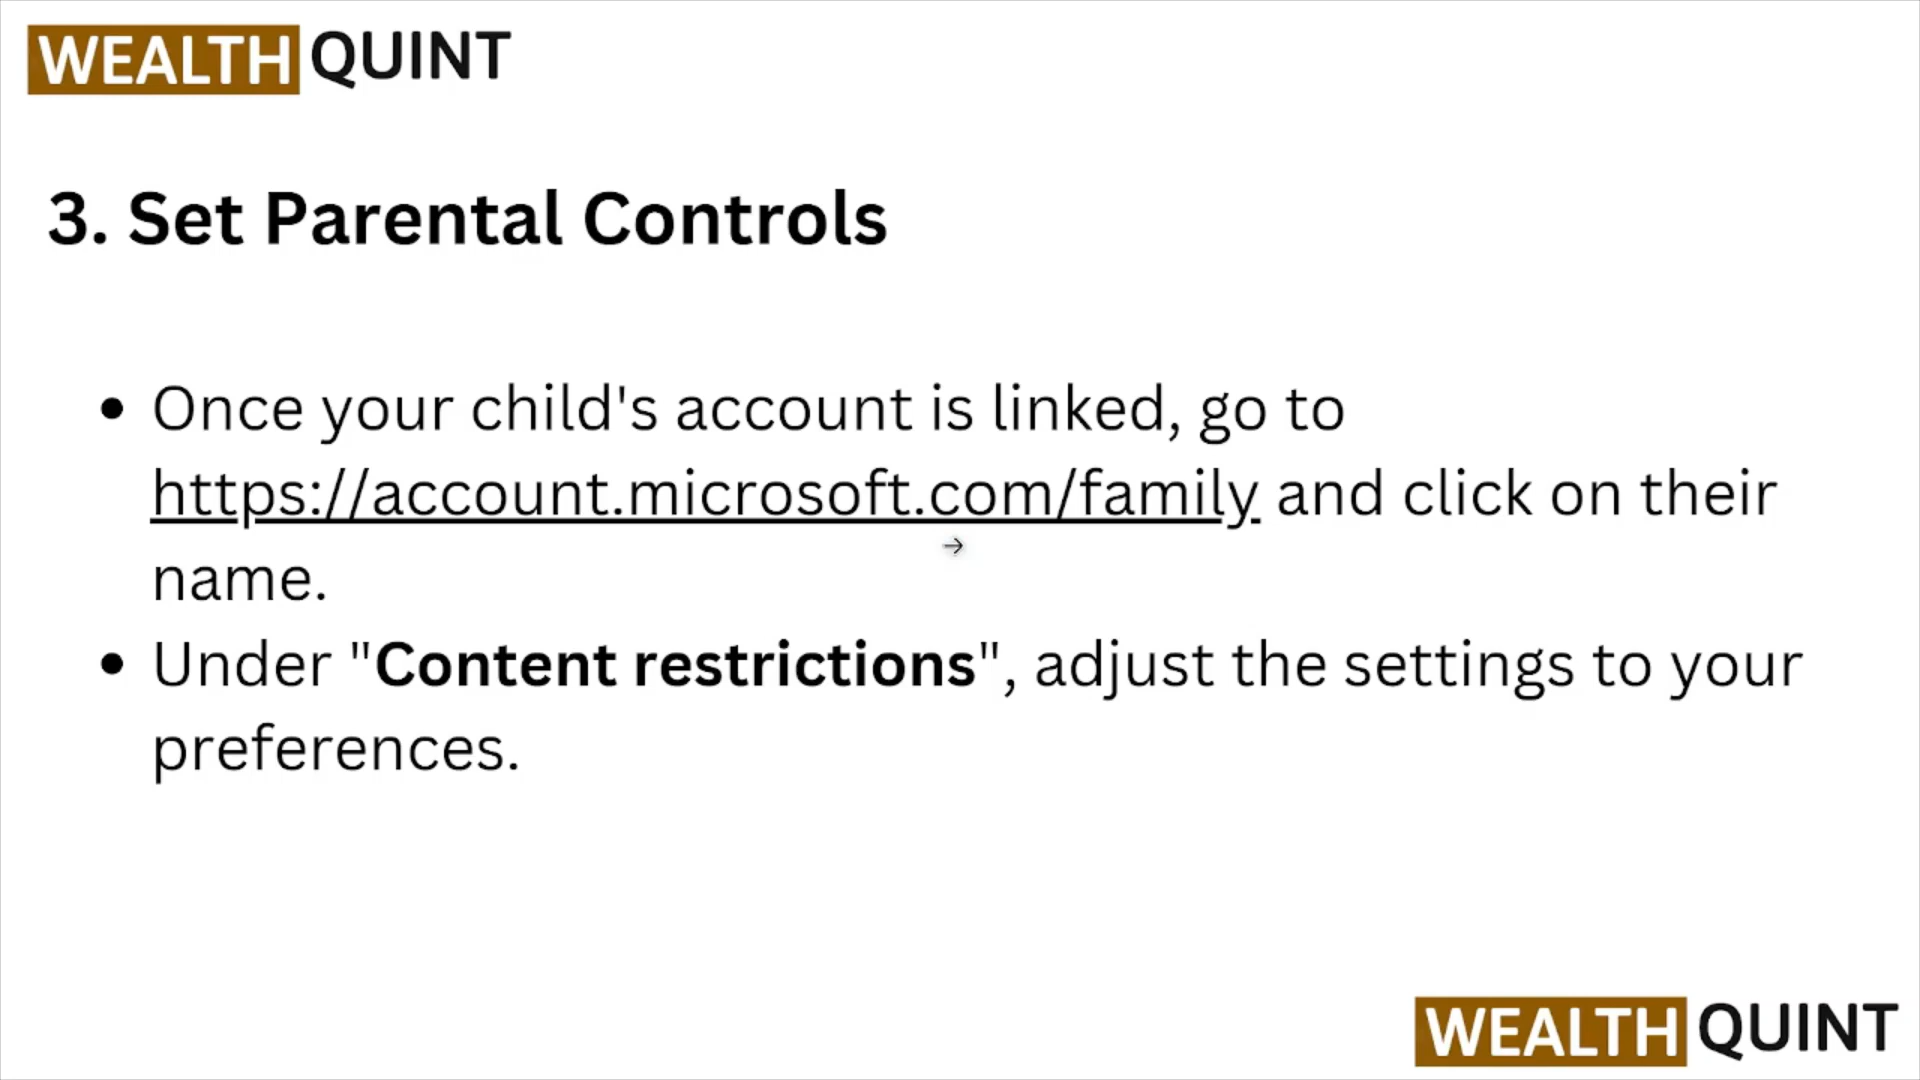 WEALTH QUINT
3. Set Parental Controls
• Once your child's account is linked, go to
https://account.microsoft.com/family and click on their
name.
• Under "Content restrictions", adjust the settings to your
preferences.
WEALTH QUINT